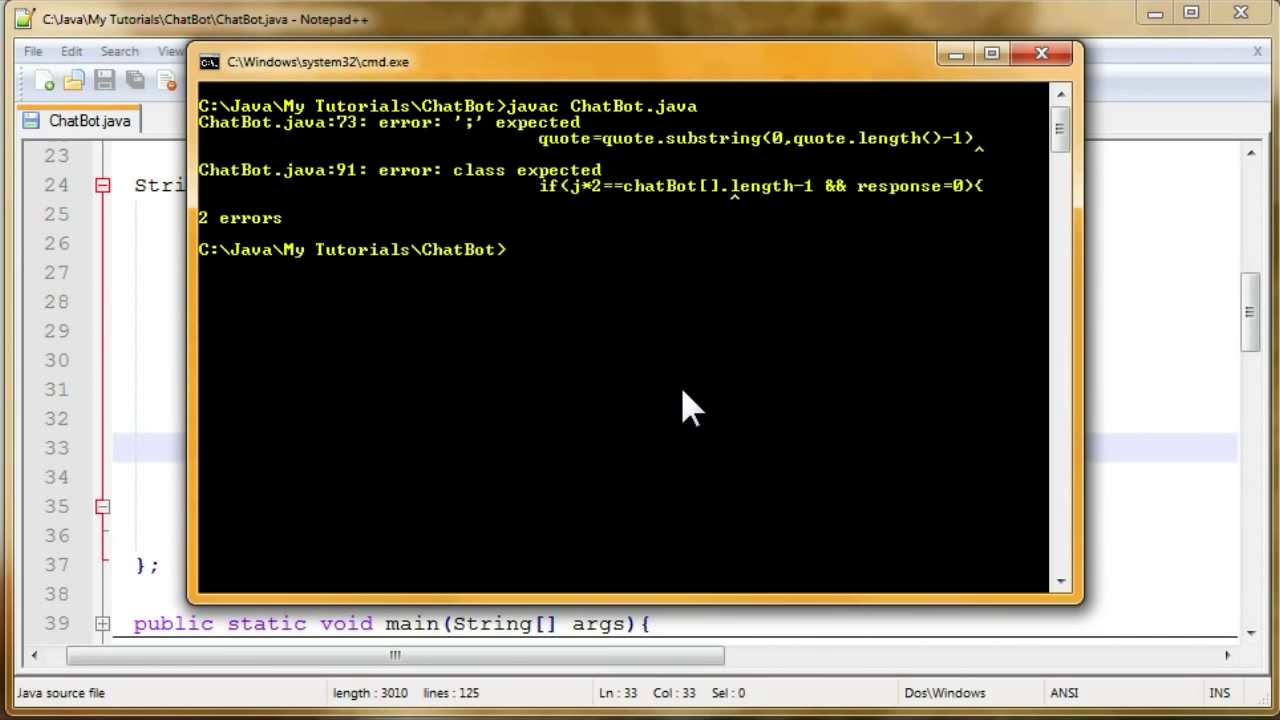 C:\Java\My Tutorials\ChatBot\ChatBot.java - Notepad++
File Edit Search View X
C:\Windows\system32\cmd.exe
ChatBot.java
C:\Java\My Tutorials\ChatBot>javac ChatBot.java
ChatBot.java:73: error: ';' expected
quote=quote.substring(0,quote.length()-1)
^
ChatBot.java:91: error: class expected
if(j*2==chatBot[].length-1 && response=0){
^
2 errors
C:\Java\My Tutorials\ChatBot>
23
24 Stri
25
26
27
28
29
30
31
32
33
34
35
36
37 };
38
39 public static void main(String[] args){
Java source file length : 3010 lines : 125 Ln : 33 Col : 33 Sel : 0 Dos\Windows ANSI INS